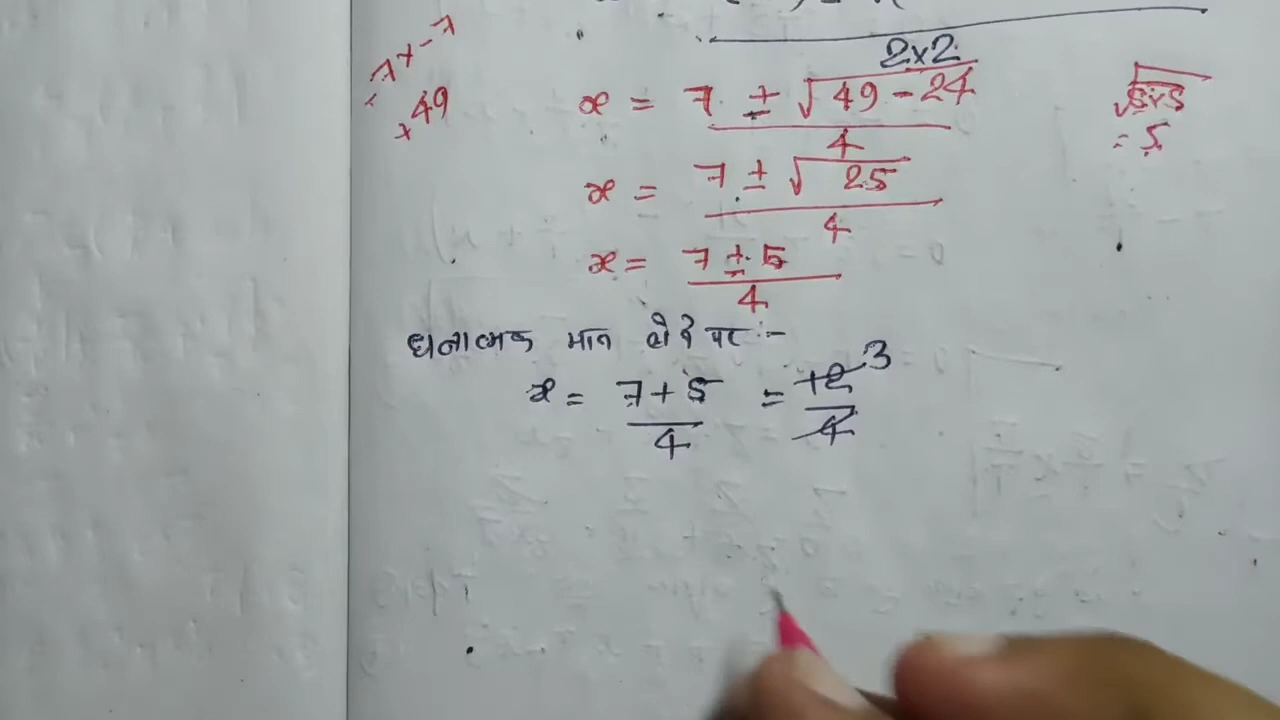 2×2
-7×-7
+49
x = 7 ± √49-24 / 4
√5×5
= 5
x = 7 ± √25 / 4
x = 7 ± 5 / 4
धनात्मक मान लेने पर :-
x = 7+5 / 4 = 12 / 4 3